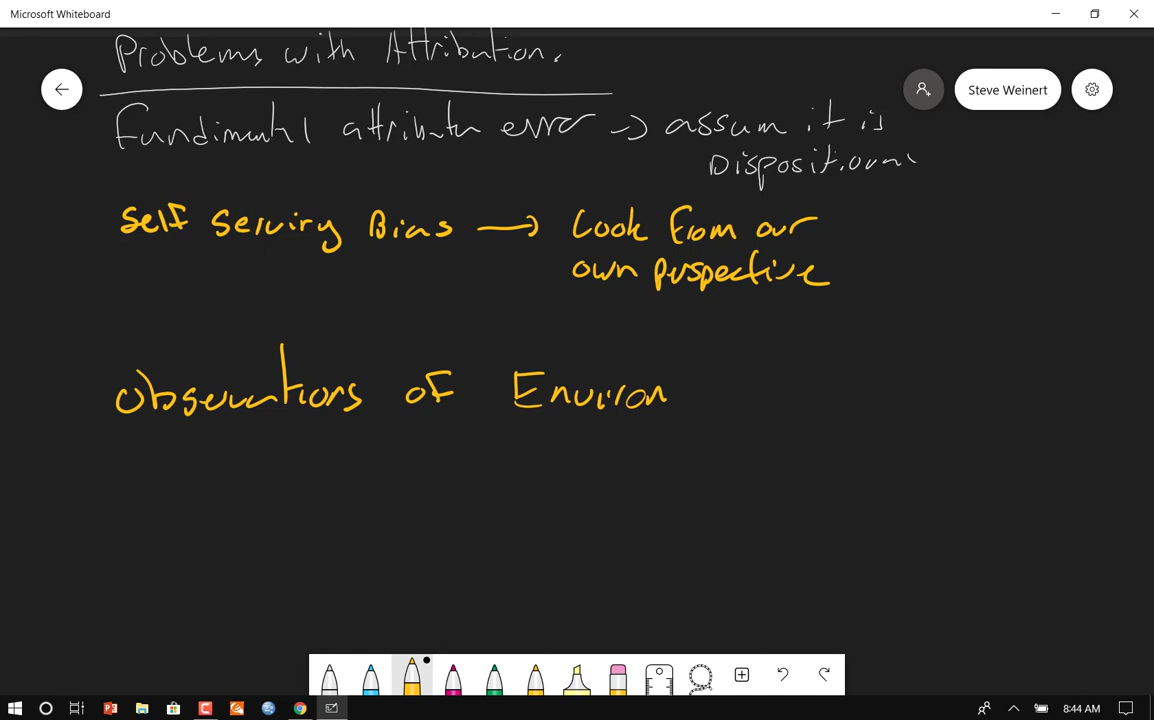 Microsoft Whiteboard
Problems with Attribution.
Steve Weinert
Fundimental attribute error → assum it is
Dispositional
Self Serving Bias → Look from our
own perspective
Observations of Environ
8:44 AM